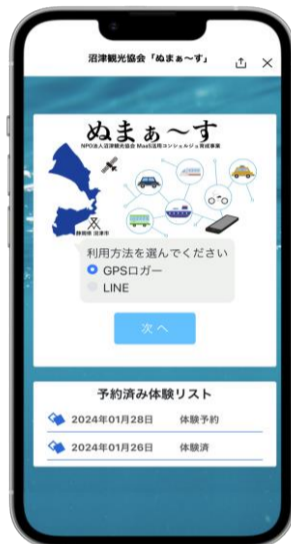 沼津観光協会「ぬまぁ～す」
ぬまぁ～す
NPO法人沼津観光協会 MaaS活用コンシェルジュ育成事業
静岡県 沼津市
利用方法を選んでください
GPSロガー
LINE
次へ
予約済み体験リスト
2024年01月28日 体験予約
2024年01月26日 体験済